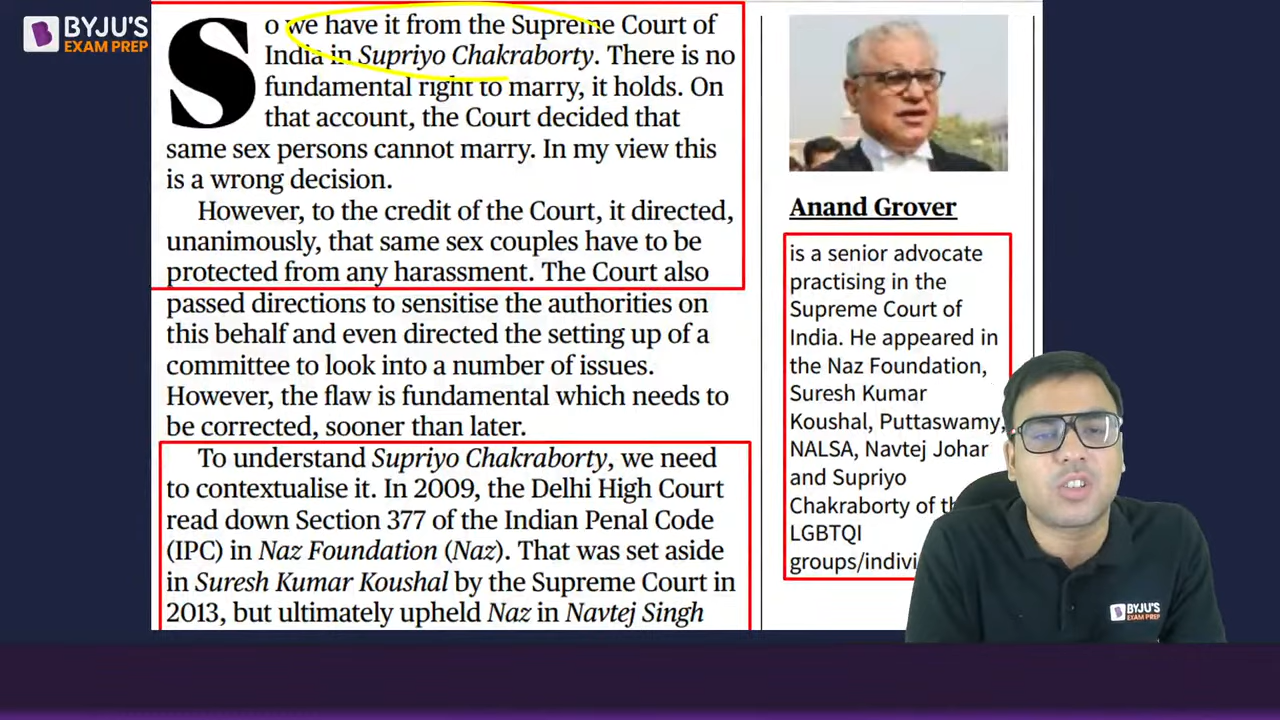 BYJU'S
EXAM PREP
So we have it from the Supreme Court of
India in Supriyo Chakraborty. There is no
fundamental right to marry, it holds. On
that account, the Court decided that
same sex persons cannot marry. In my view this
is a wrong decision.
However, to the credit of the Court, it directed,
unanimously, that same sex couples have to be
protected from any harassment. The Court also
passed directions to sensitise the authorities on
this behalf and even directed the setting up of a
committee to look into a number of issues.
However, the flaw is fundamental which needs to
be corrected, sooner than later.
To understand Supriyo Chakraborty, we need
to contextualise it. In 2009, the Delhi High Court
read down Section 377 of the Indian Penal Code
(IPC) in Naz Foundation (Naz). That was set aside
in Suresh Kumar Koushal by the Supreme Court in
2013, but ultimately upheld Naz in Navtej Singh
Anand Grover
is a senior advocate
practising in the
Supreme Court of
India. He appeared in
the Naz Foundation,
Suresh Kumar
Koushal, Puttaswamy,
NALSA, Navtej Johar
and Supriyo
Chakraborty of
LGBTQI
BYJU'S
EXAM PREP